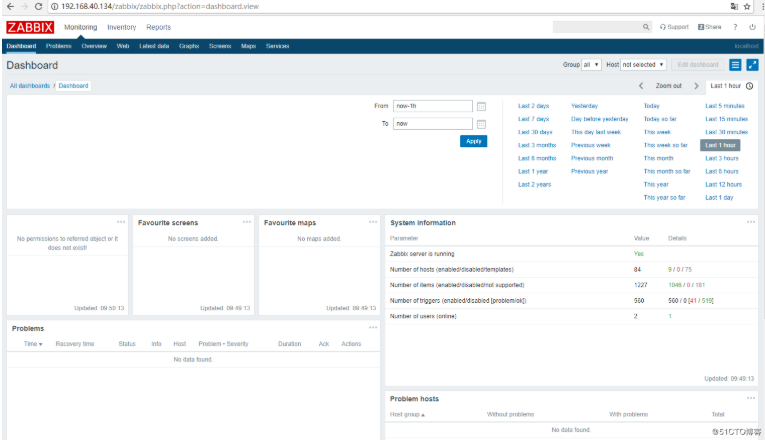 192.168.40.134/zabbix/zabbix.php?action=dashboard.view
ZABBIX Monitoring Inventory Reports Support Share ?
Dashboard Problems Overview Web Latest data Graphs Screens Maps Services localhost
Dashboard Group all Host not selected Edit dashboard
All dashboards / Dashboard Zoom out Last 1 hour
From now-1h
To now
Apply
Last 2 days Yesterday Today Last 5 minutes
Last 7 days Day before yesterday Today so far Last 15 minutes
Last 30 days This day last week This week Last 30 minutes
Last 3 months Previous week This week so far Last 1 hour
Last 6 months Previous month This month Last 3 hours
Last 1 year Previous year This month so far Last 6 hours
Last 2 years This year Last 12 hours
This year so far Last 1 day
No permissions to referred object or it
does not exist!
Updated: 09:50:13
Favourite screens
No screens added.
Updated: 09:49:13
Favourite maps
No maps added.
Updated: 09:49:13
System information
Parameter Value Details
Zabbix server is running Yes
Number of hosts (enabled/disabled/templates) 84 9 / 0 / 75
Number of items (enabled/disabled/not supported) 1227 1046 / 0 / 181
Number of triggers (enabled/disabled [problem/ok]) 560 560 / 0 [41 / 519]
Number of users (online) 2 1
Updated: 09:49:13
Problems
Time Recovery time Status Info Host Problem • Severity Duration Ack Actions
No data found.
Problem hosts
Host group Without problems With problems Total
No data found.
@51CTO博客